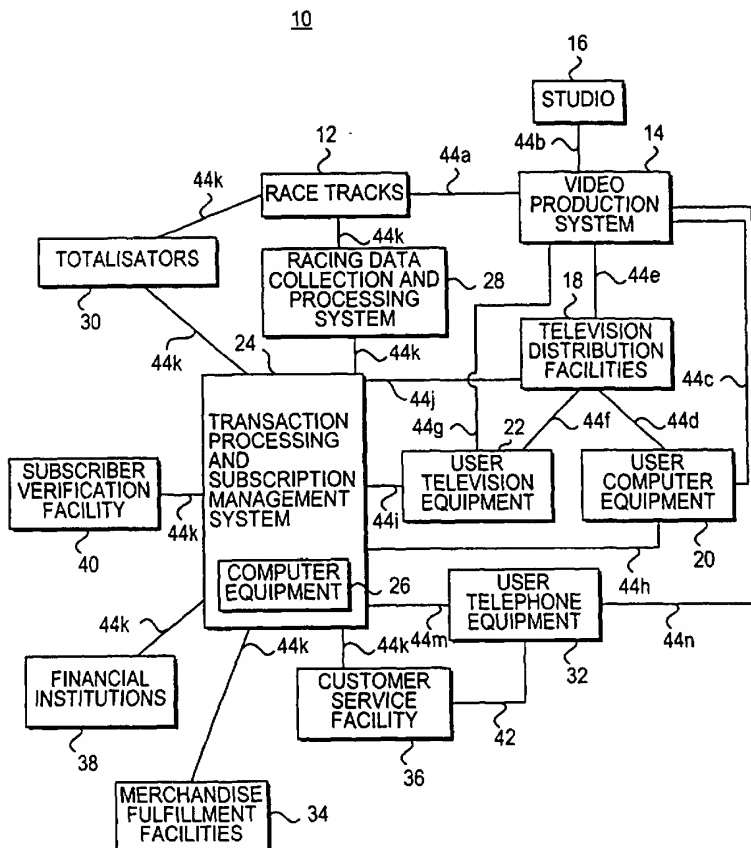 10
16
STUDIO
44b
14
12
44a
VIDEO
PRODUCTION
SYSTEM
44k
RACE TRACKS
44k
TOTALISATORS
30
RACING DATA
COLLECTION AND
PROCESSING
SYSTEM
28
44e
18
TELEVISION
DISTRIBUTION
FACILITIES
44c
44k
24
44k
44j
44g
22
44f
44d
TRANSACTION
PROCESSING
AND
SUBSCRIPTION
MANAGEMENT
SYSTEM
SUBSCRIBER
VERIFICATION
FACILITY
40
44k
USER
TELEVISION
EQUIPMENT
44i
USER
COMPUTER
EQUIPMENT
20
44h
COMPUTER
EQUIPMENT
26
USER
TELEPHONE
EQUIPMENT
32
44m
44n
44k
44k
44k
FINANCIAL
INSTITUTIONS
38
CUSTOMER
SERVICE
FACILITY
36
42
MERCHANDISE
FULFILLMENT
FACILITIES
34